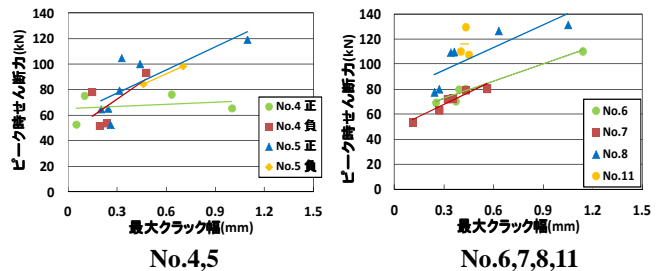 ピーク時せん断力(kN)
140
120
100
80
60
40
20
0
0
0.3
0.6
0.9
1.2
1.5
最大クラック幅(mm)
No.4 正
No.4 負
No.5 正
No.5 負
No.4,5
ピーク時せん断力(kN)
140
120
100
80
60
40
20
0
0
0.3
0.6
0.9
1.2
1.5
最大クラック幅(mm)
No.6
No.7
No.8
No.11
No.6,7,8,11